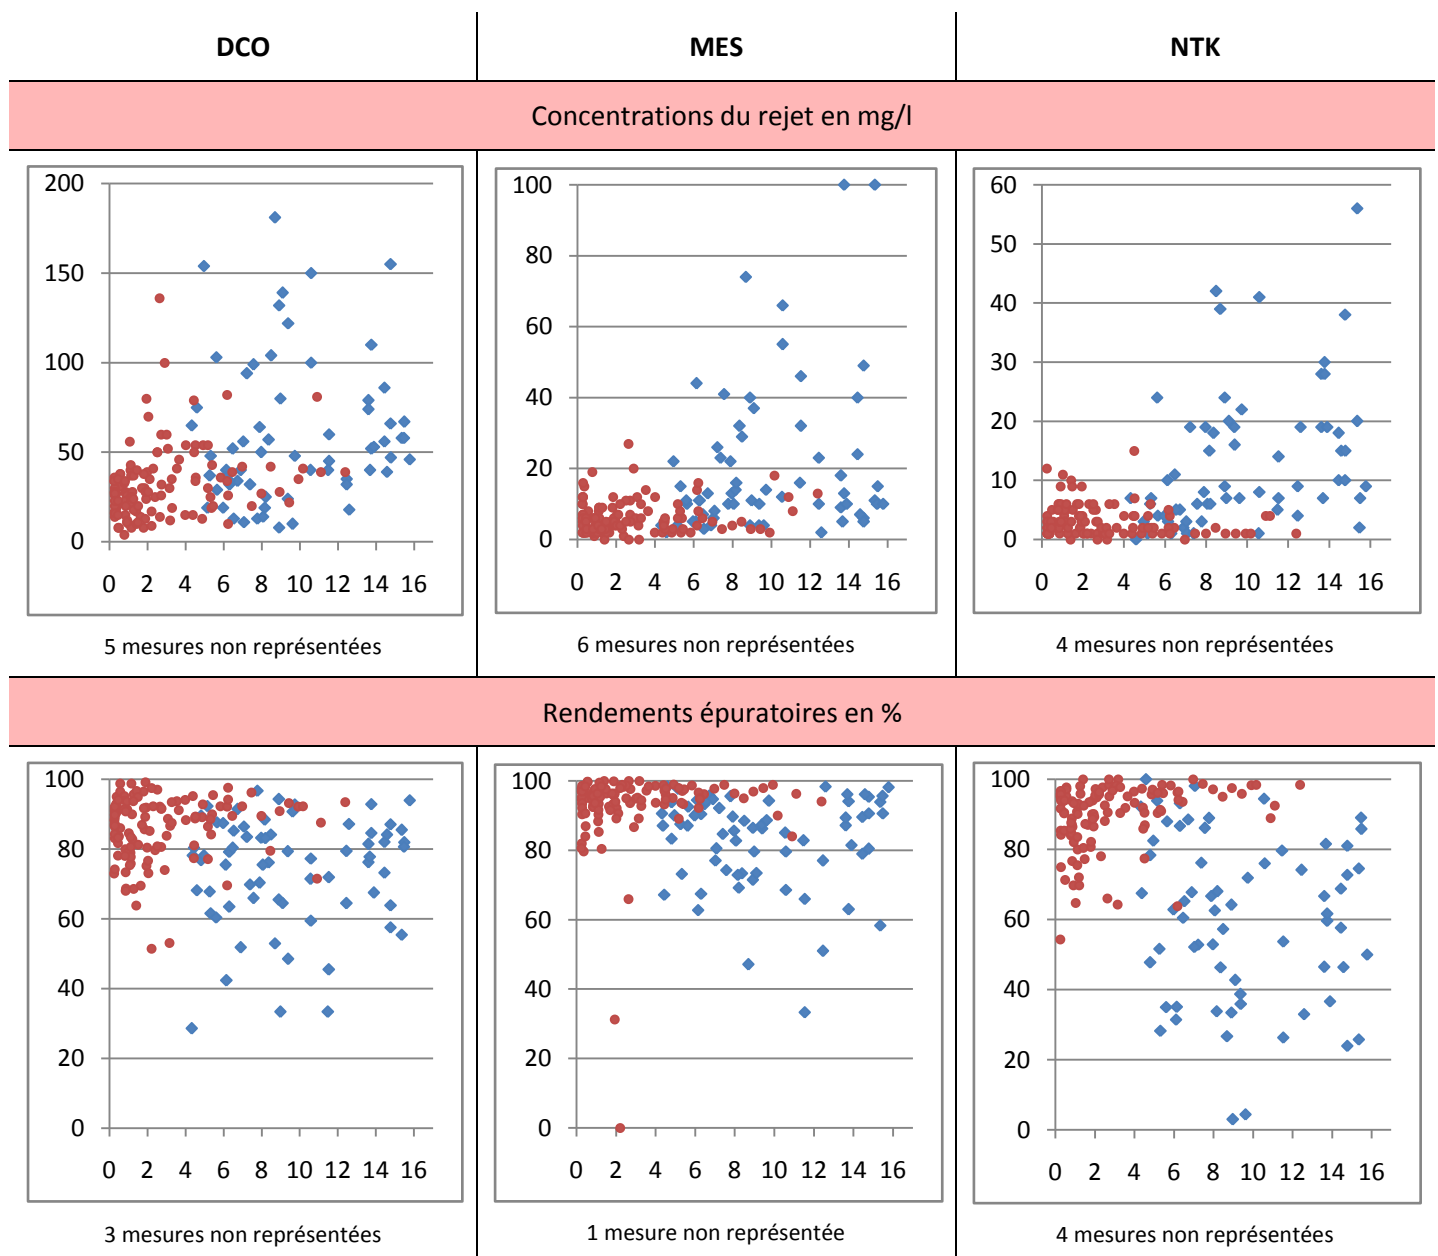 DCO MES NTK
Concentrations du rejet en mg/l
200
150
100
50
0
0 2 4 6 8 10 12 14 16
5 mesures non représentées
100
80
60
40
20
0
0 2 4 6 8 10 12 14 16
6 mesures non représentées
60
50
40
30
20
10
0
0 2 4 6 8 10 12 14 16
4 mesures non représentées
Rendements épuratoires en %
100
80
60
40
20
0
0 2 4 6 8 10 12 14 16
3 mesures non représentées
100
80
60
40
20
0
0 2 4 6 8 10 12 14 16
1 mesure non représentée
100
80
60
40
20
0
0 2 4 6 8 10 12 14 16
4 mesures non représentées